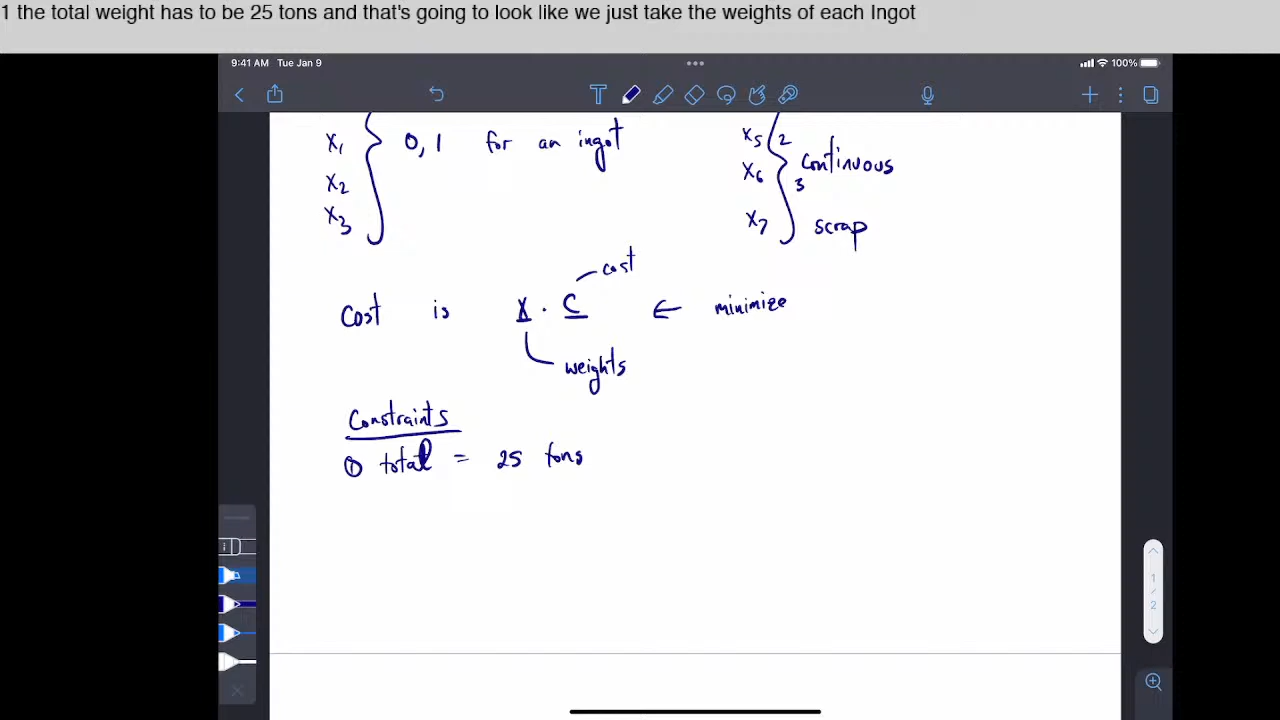 1 the total weight has to be 25 tons and that's going to look like we just take the weights of each Ingot
9:41 AM Tue Jan 9
100%
T
x1
0, 1 for an ingot
x2
x3
x5 2
x6 3 continuous
x7 scrap
cost
Cost is X · C ← minimize
weights
Constraints
① total = 25 tons
1
/
2